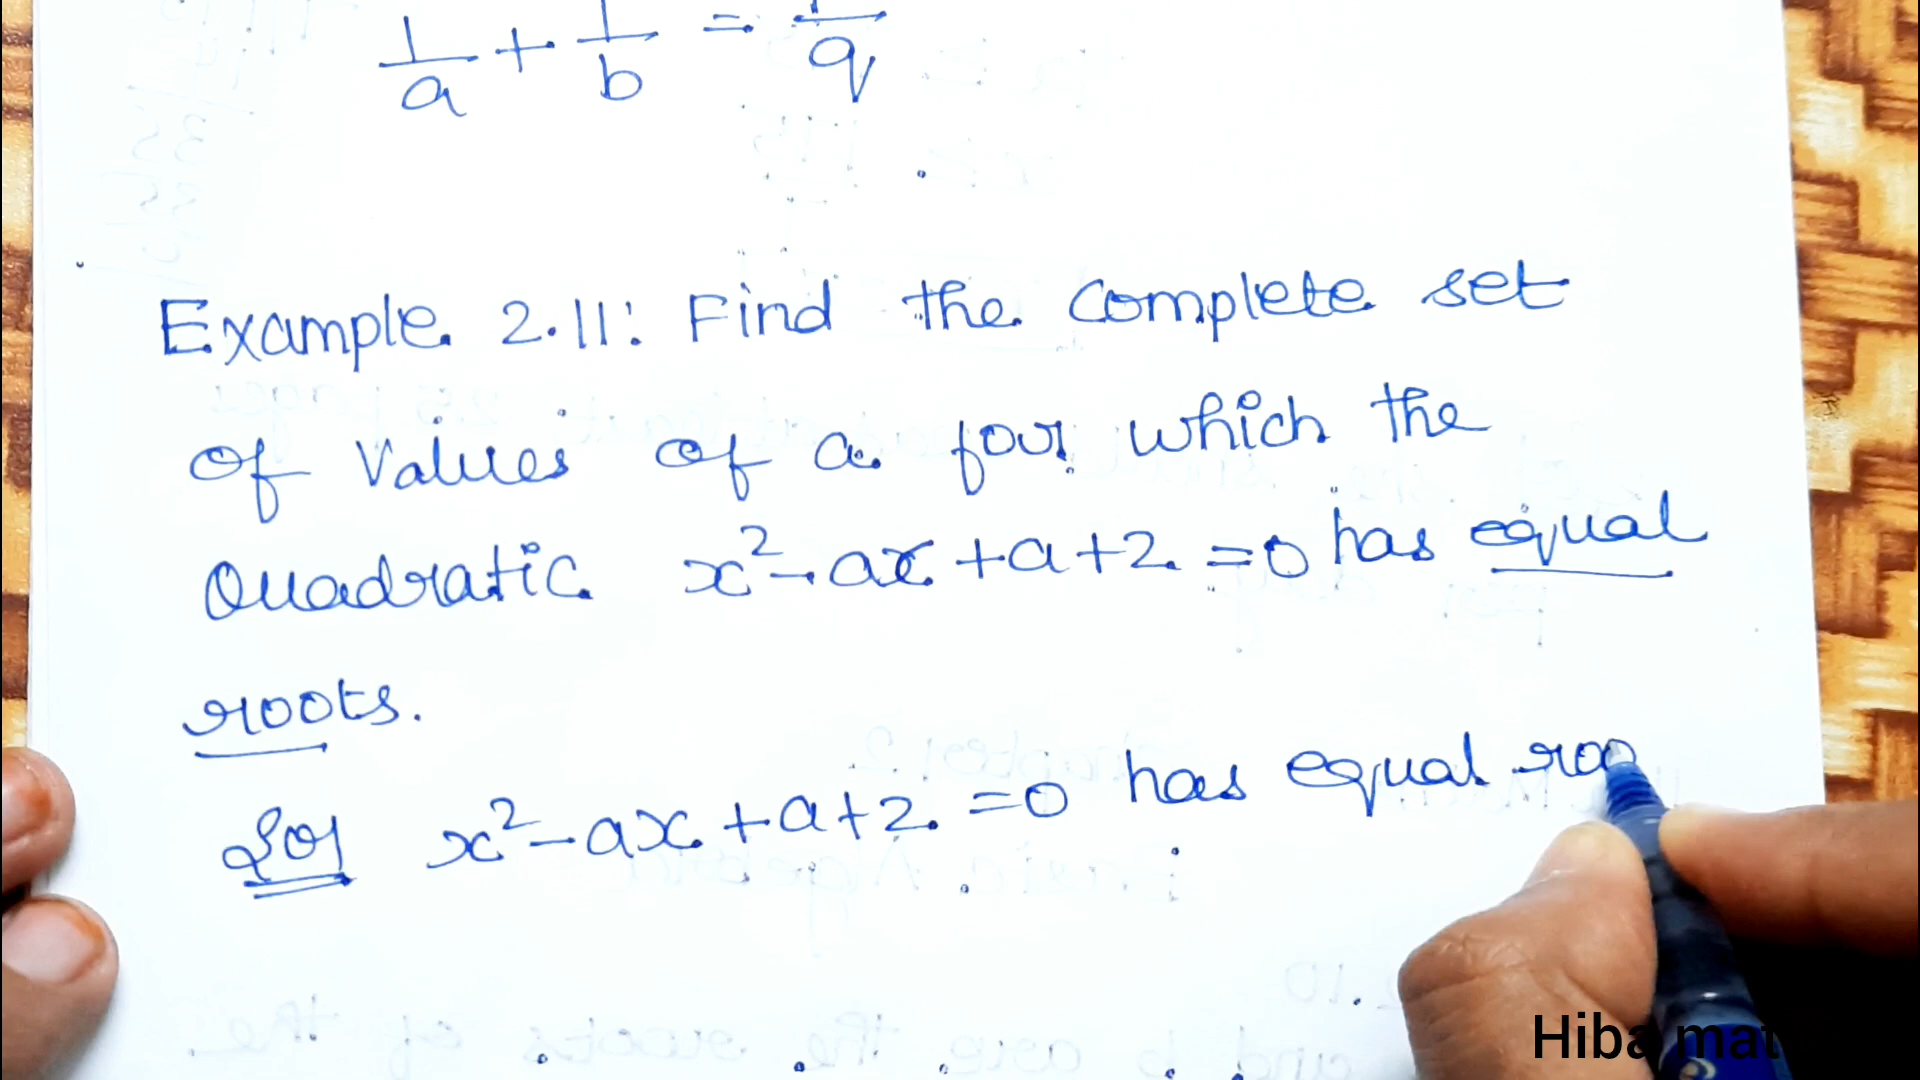 1/a + 1/b = 1/q
Example 2.11: Find the Complete set
of Values of a for which the
Quadratic x² - ax + a + 2 = 0 has equal
roots.
Sol x² - ax + a + 2 = 0 has equal roo
Hiba mat